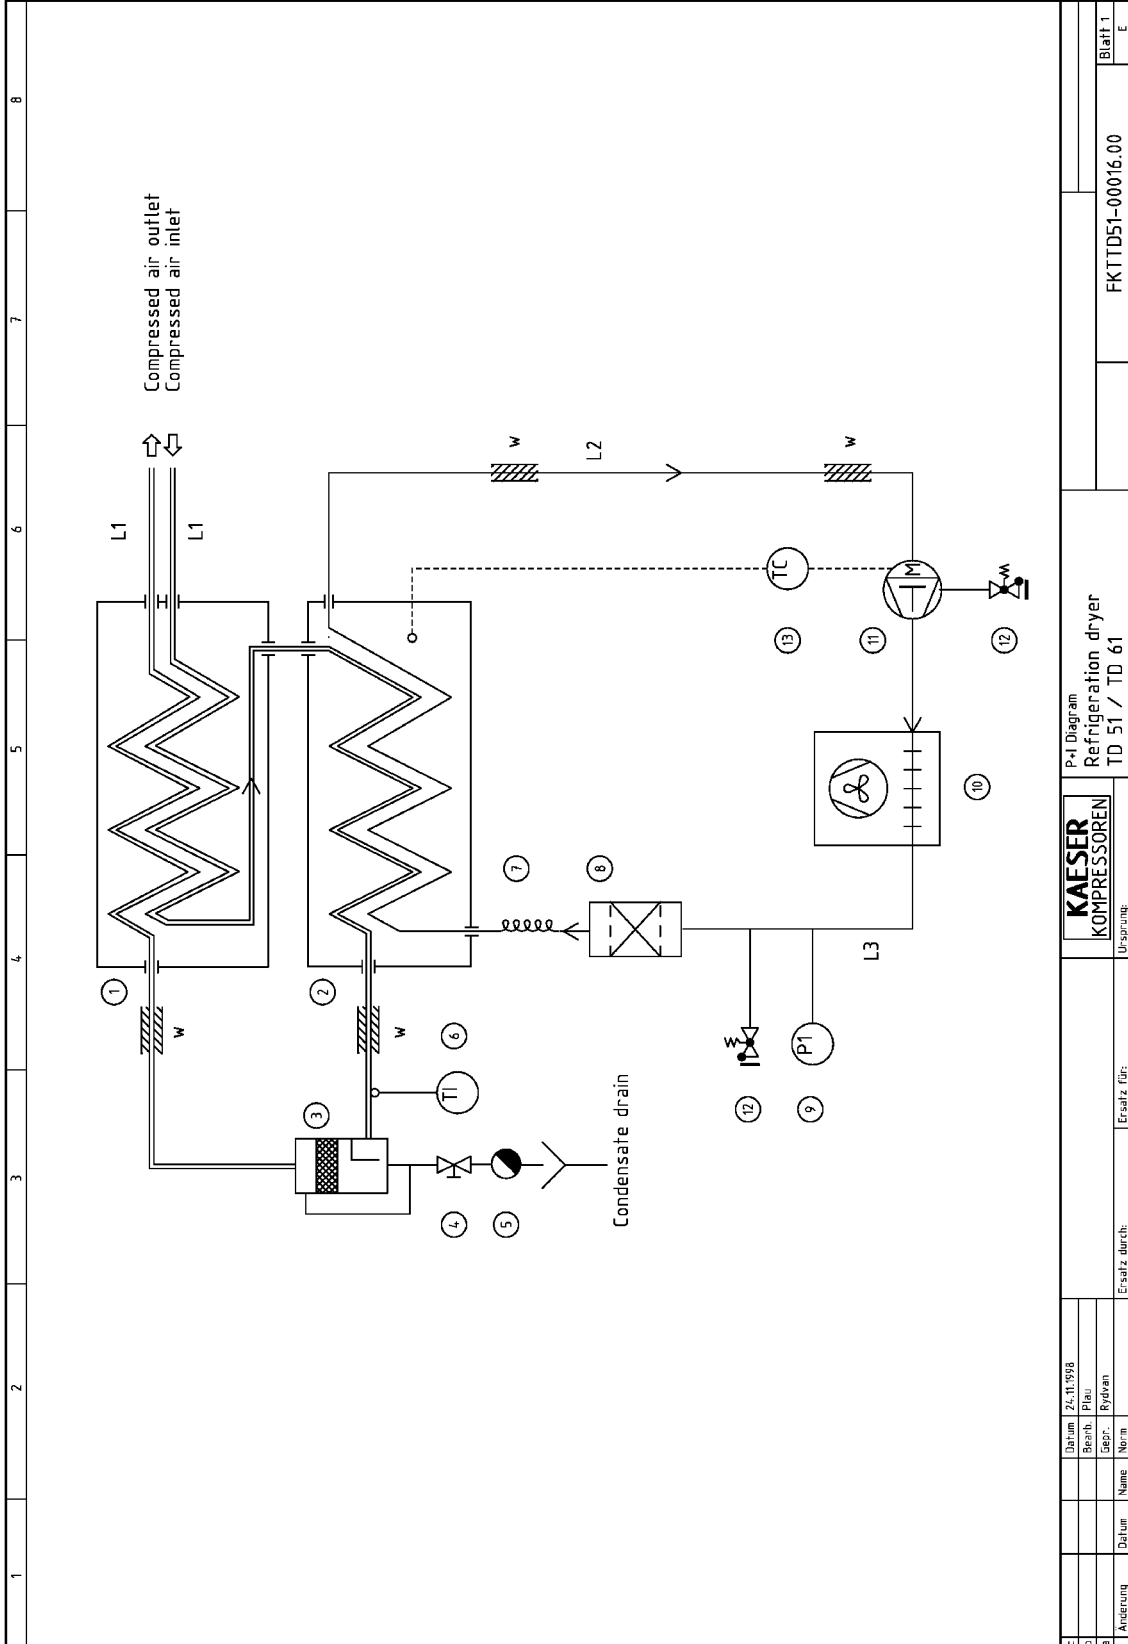 1
2
3
4
5
6
7
8
Compressed air outlet
Compressed air inlet
L1
L1
1
w
2
w
w
L2
w
3
TI
6
4
5
Condensate drain
7
8
12
P1
9
L3
10
TC
13
M
11
12
Änderung
Datum
Name
Norm
Datum 24.11.1998
Bearb. Plau
Gepr. Rydvan
Ersatz durch:
Ersatz für:
Ursprung:
KAESER
KOMPRESSOREN
P+I Diagram
Refrigeration dryer
TD 51 / TD 61
FKTTD51-00016.00
Blatt 1
E